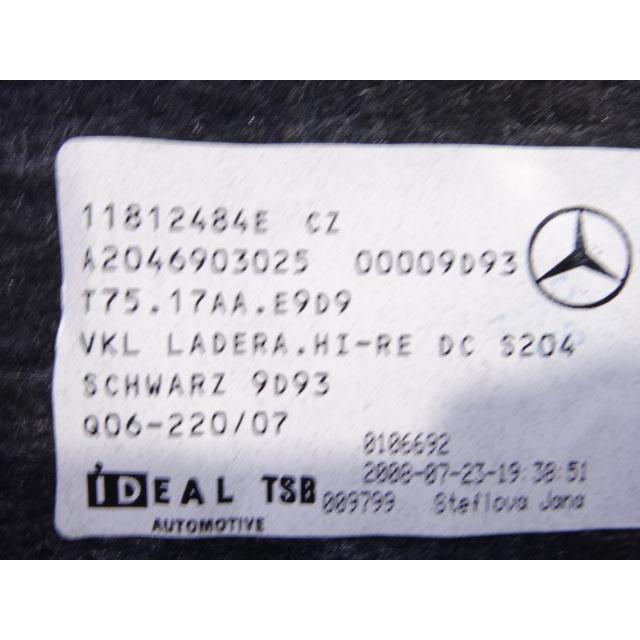 11812484E CZ
A2046903025 00009D93
T75.17AA.E9D9
VKL LADERA.HI-RE DC S204
SCHWARZ 9D93
Q06-220/07
0106692
2008-07-23-19:38:51
IDEAL TSB 009799 Steflova Jana
AUTOMOTIVE